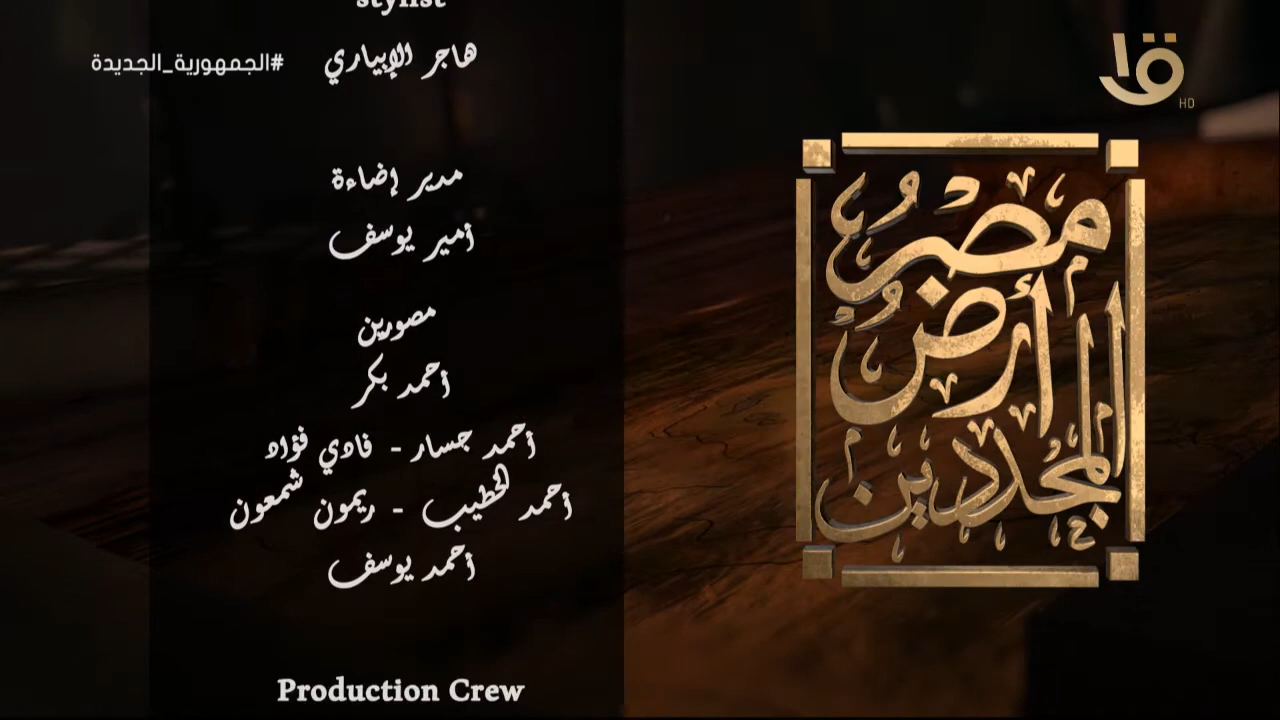 stylist
هاجر الإبياري
#الجمهورية_الجديدة
HD
مدير إضاءة
أمير يوسف
مصورين
أحمد بكر
أحمد جسار - فادي فؤاد
أحمد الخطيب - ريمون شمعون
أحمد يوسف
Production Crew
مصر
أرض
المجددين